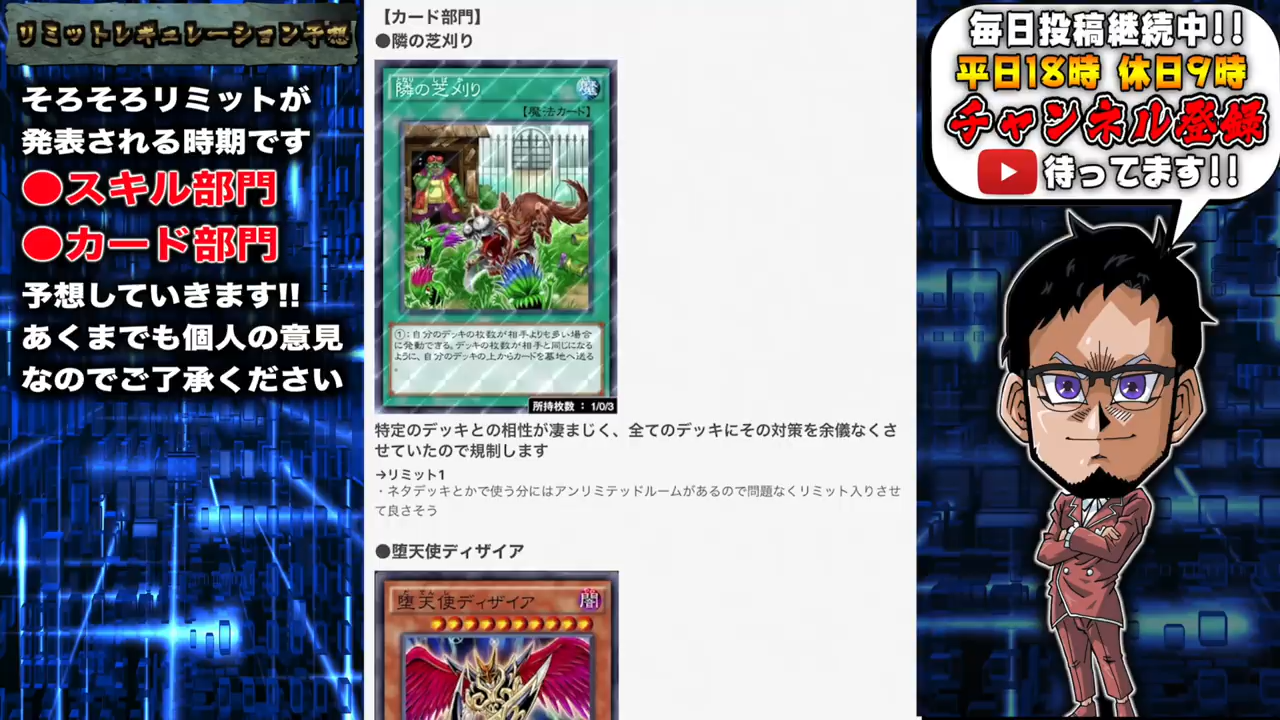 リミットレギュレーション予想
そろそろリミットが
発表される時期です
●スキル部門
●カード部門
予想していきます!!
あくまでも個人の意見
なのでご了承ください
【カード部門】
●隣の芝刈り
となり しばか
隣の芝刈り
魔
【魔法カード】
①:自分のデッキの枚数が相手よりも多い場合
に発動できる。デッキの枚数が相手と同じになる
ように、自分のデッキの上からカードを墓地へ送る
。
所持枚数 : 1/0/3
特定のデッキとの相性が凄まじく、全てのデッキにその対策を余儀なくさ
せていたので規制します
→リミット1
・ネタデッキとかで使う分にはアンリミテッドルームがあるので問題なくリミット入りさせ
て良さそう
●堕天使ディザイア
だてんし
堕天使ディザイア
闇
毎日投稿継続中!!
平日18時 休日9時
チャンネル登録
待ってます!!